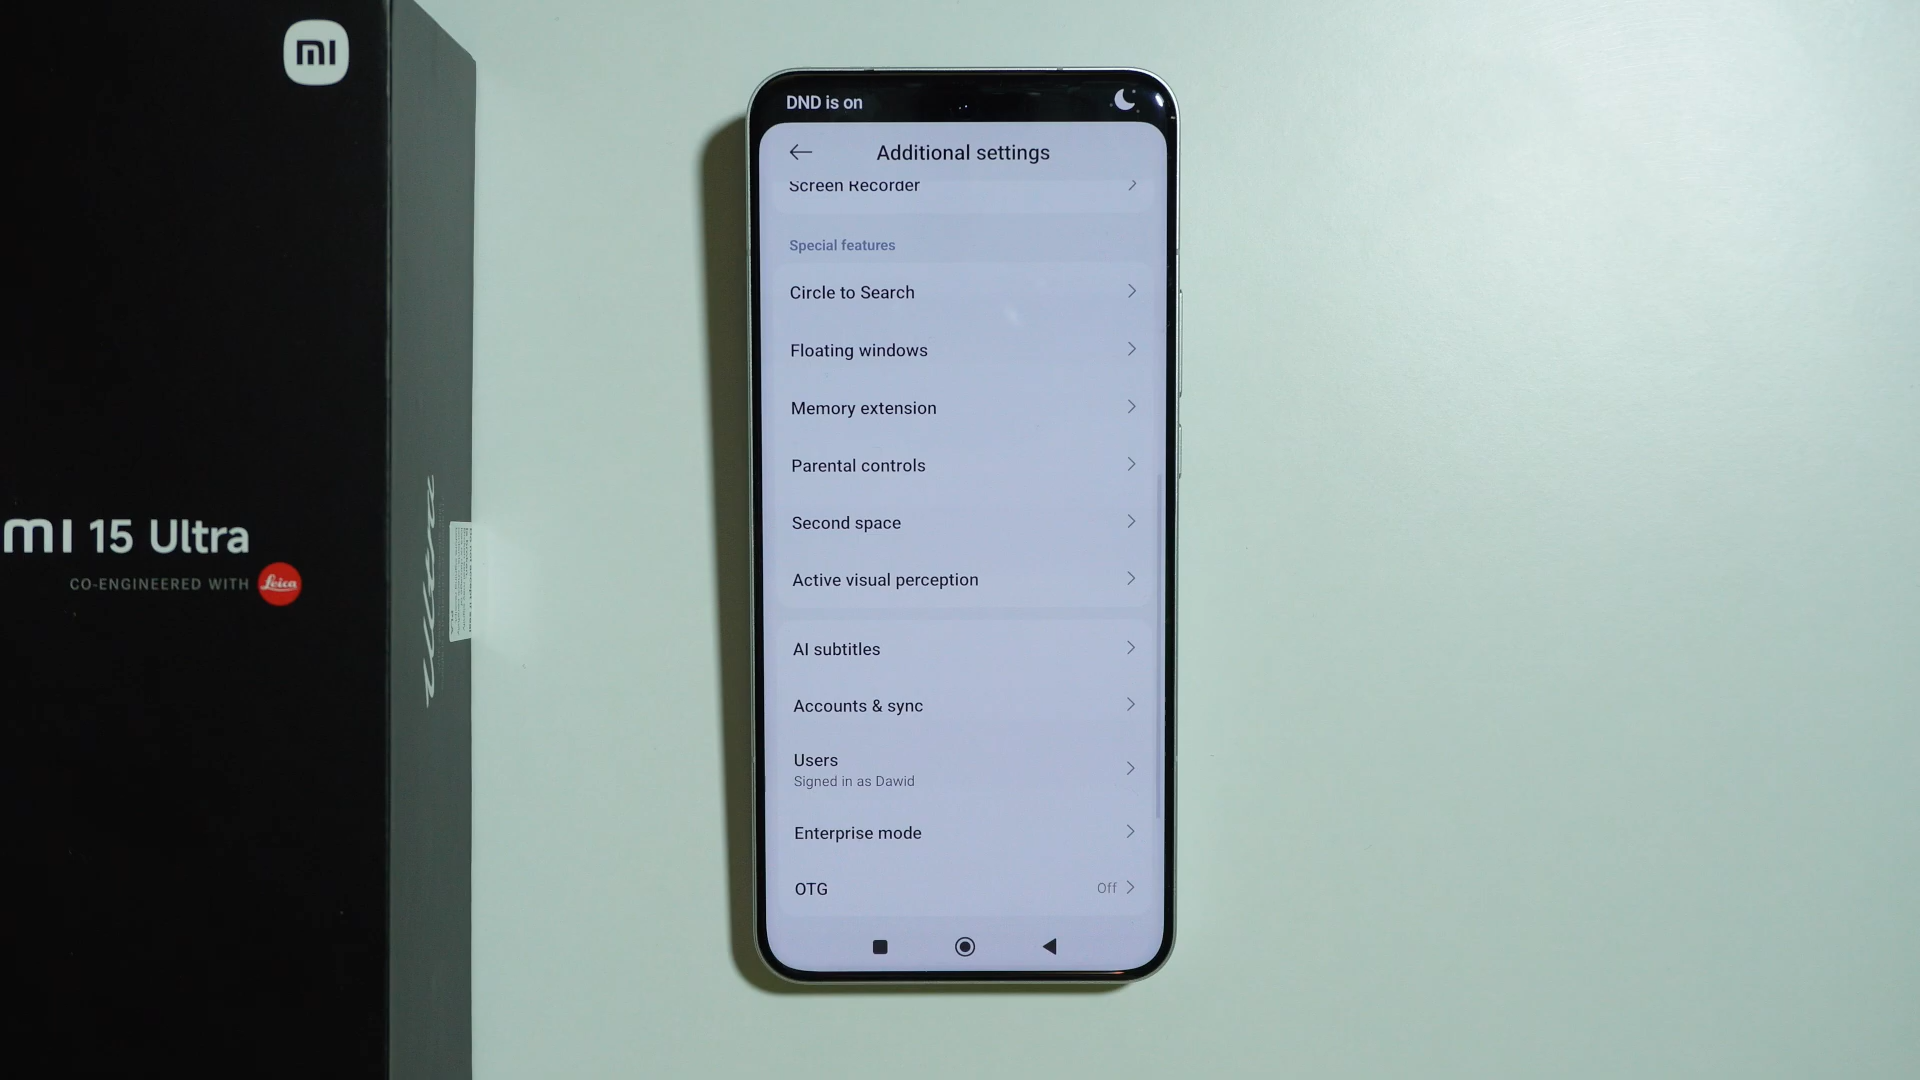 mi
mi 15 Ultra
CO-ENGINEERED WITH
Leica
Ultra
DND is on
Additional settings
Screen Recorder
Special features
Circle to Search
Floating windows
Memory extension
Parental controls
Second space
Active visual perception
AI subtitles
Accounts & sync
Users
Signed in as Dawid
Enterprise mode
OTG Off